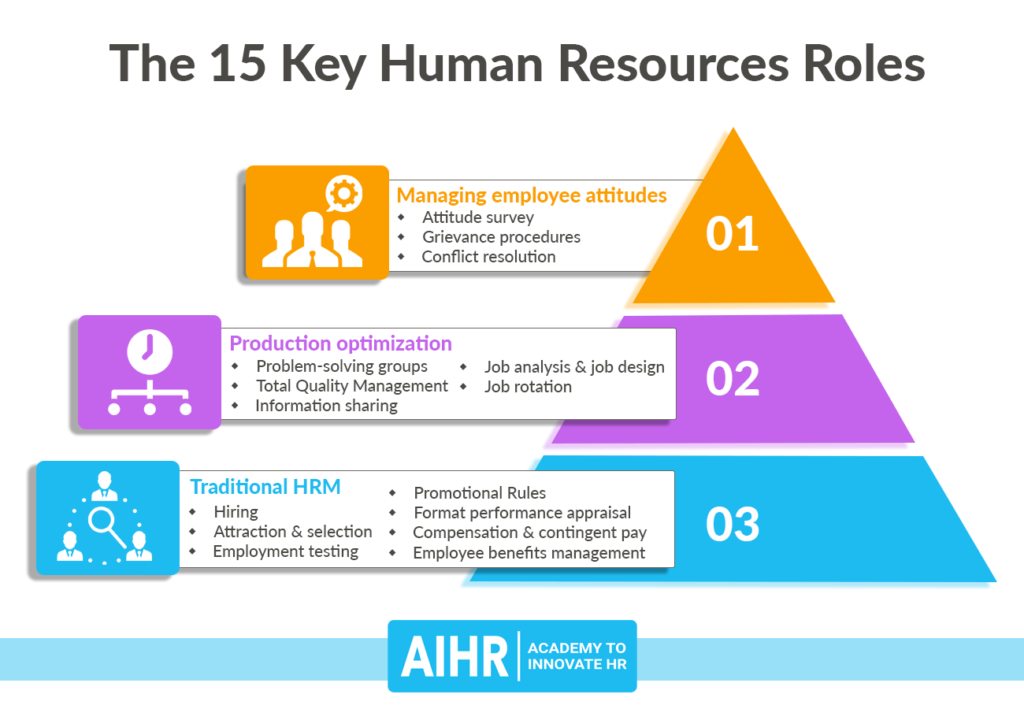 The 15 Key Human Resources Roles
Managing employee attitudes
Attitude survey
Grievance procedures
Conflict resolution
01
Production optimization
Problem-solving groups
Total Quality Management
Information sharing
Job analysis & job design
Job rotation
02
Traditional HRM
Hiring
Attraction & selection
Employment testing
Promotional Rules
Format performance appraisal
Compensation & contingent pay
Employee benefits management
03
AIHR
ACADEMY TO
INNOVATE HR